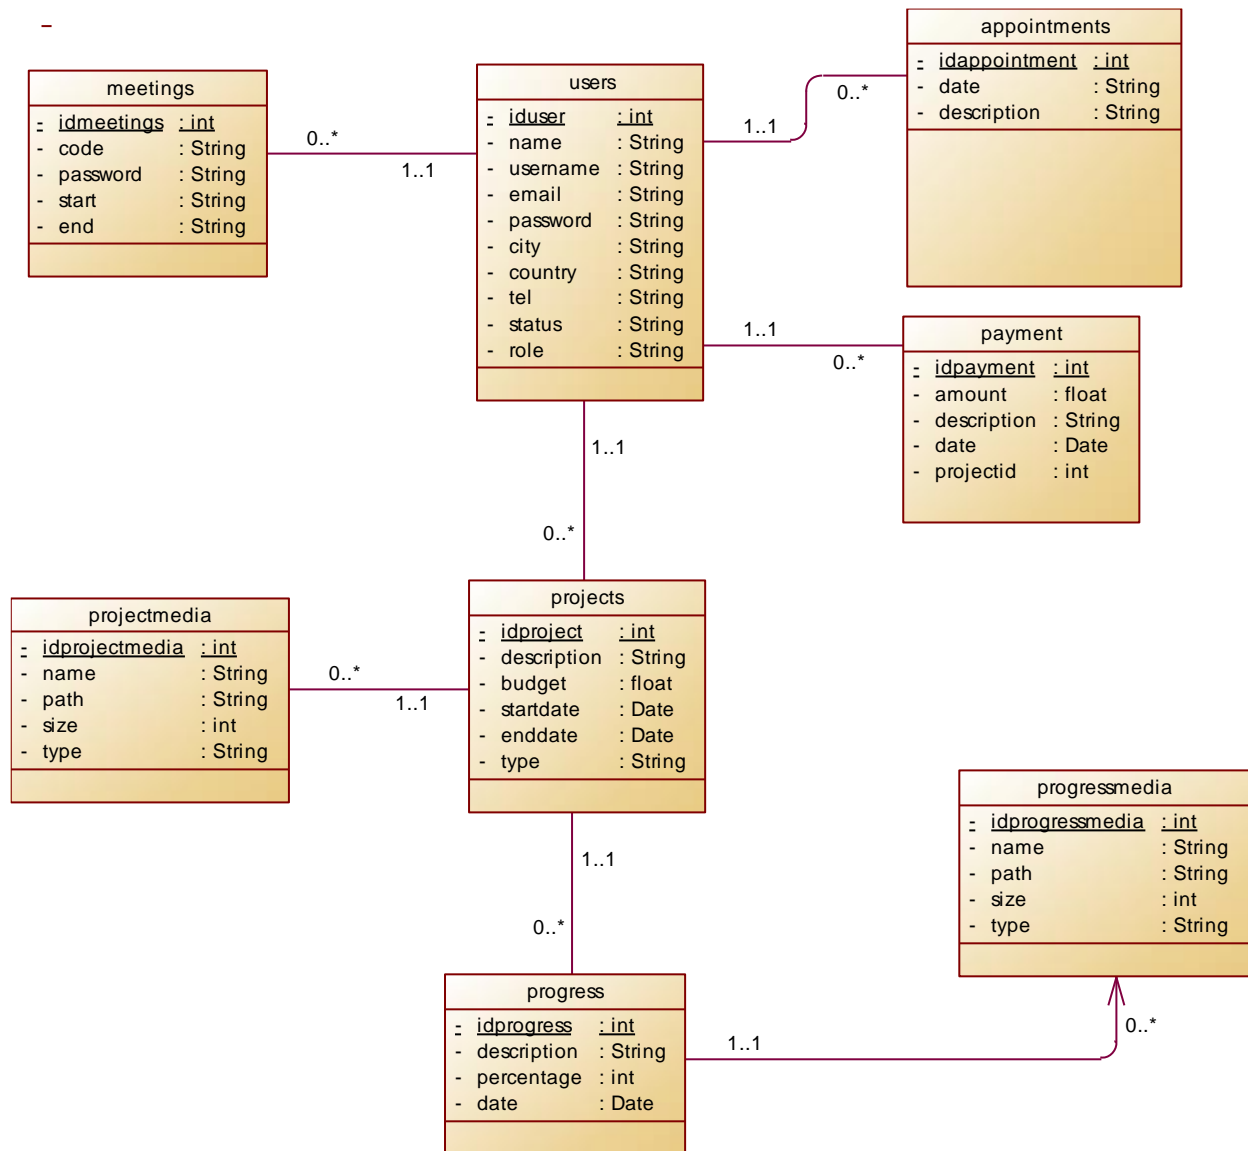 appointments
- idappointment : int
- date : String
- description : String
meetings
- idmeetings : int
- code : String
- password : String
- start : String
- end : String
users
- iduser : int
- name : String
- username : String
- email : String
- password : String
- city : String
- country : String
- tel : String
- status : String
- role : String
0..*
1..1
1..1
0..*
1..1
0..*
payment
- idpayment : int
- amount : float
- description : String
- date : Date
- projectid : int
1..1
0..*
projectmedia
- idprojectmedia : int
- name : String
- path : String
- size : int
- type : String
0..*
1..1
projects
- idproject : int
- description : String
- budget : float
- startdate : Date
- enddate : Date
- type : String
1..1
0..*
progressmedia
- idprogressmedia : int
- name : String
- path : String
- size : int
- type : String
progress
- idprogress : int
- description : String
- percentage : int
- date : Date
1..1
0..*